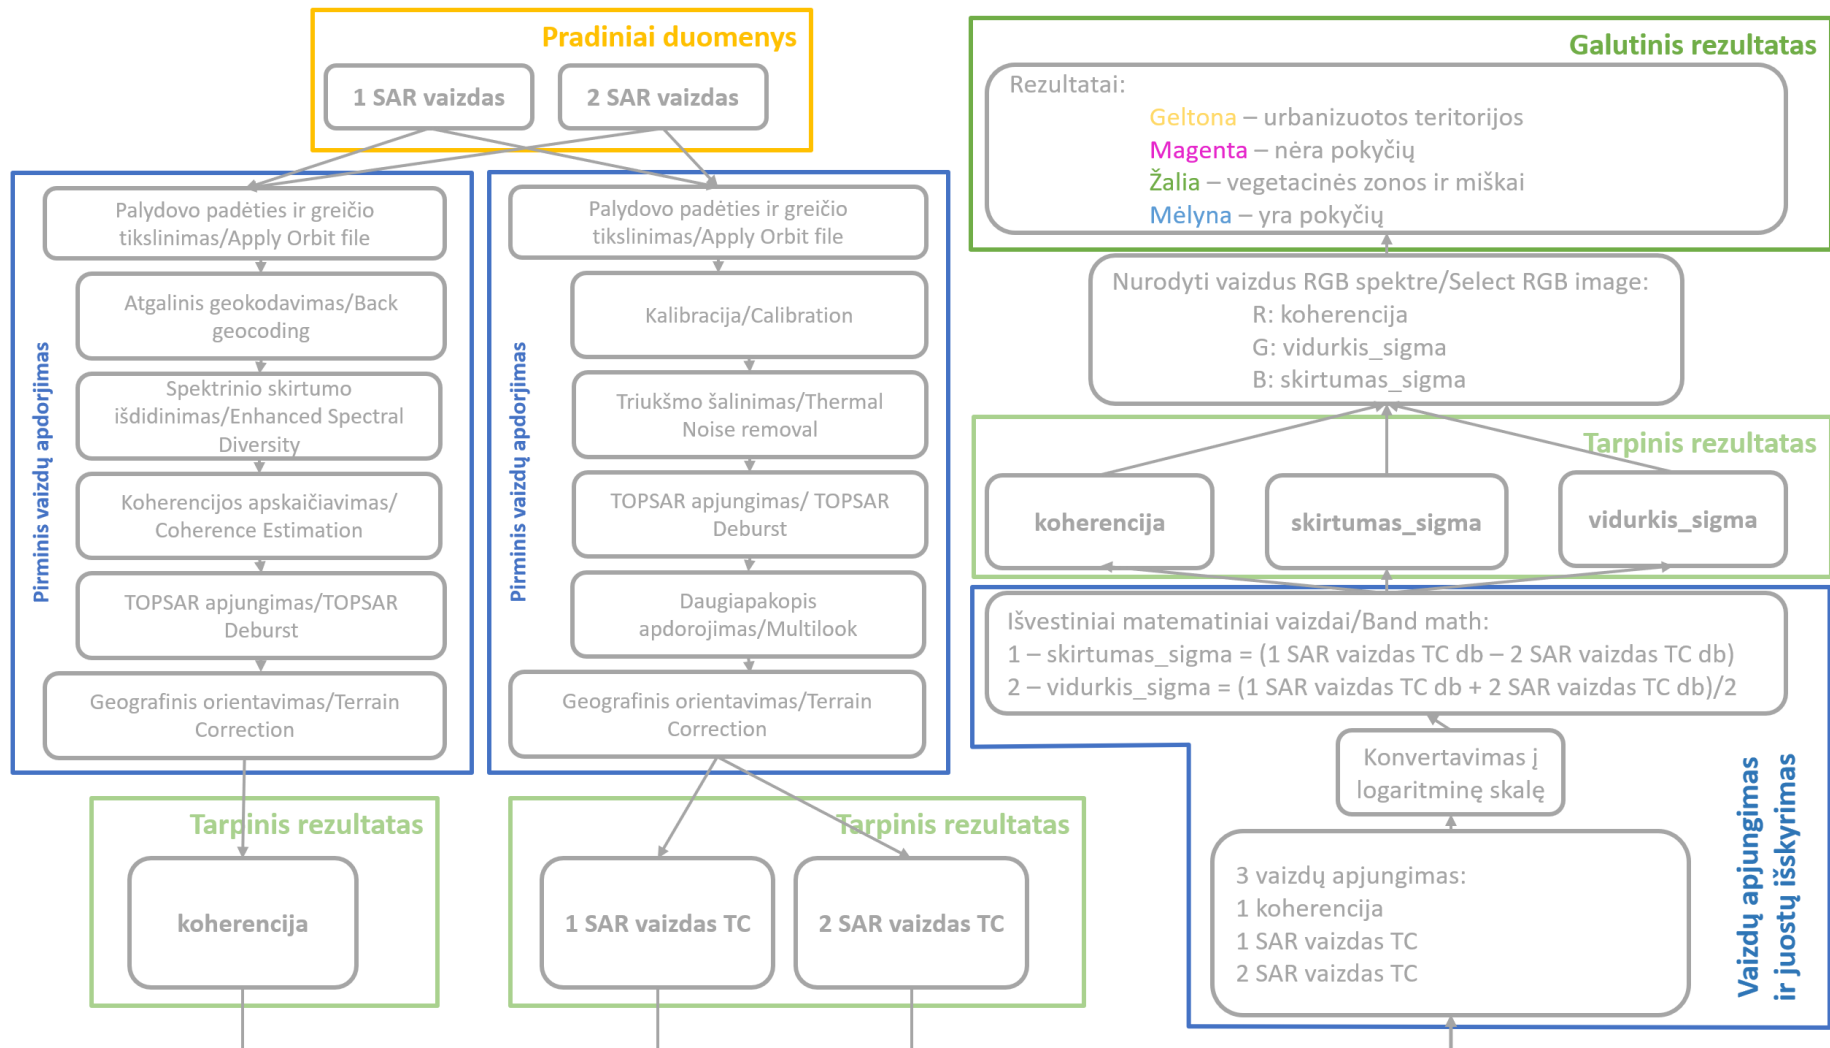 Pradiniai duomenys
1 SAR vaizdas
2 SAR vaizdas
Pirminis vaizdų apdorjimas
Palydovo padėties ir greičio
tikslinimas/Apply Orbit file
Atgalinis geokodavimas/Back
geocoding
Spektrinio skirtumo
išdidinimas/Enhanced Spectral
Diversity
Koherencijos apskaičiavimas/
Coherence Estimation
TOPSAR apjungimas/TOPSAR
Deburst
Geografinis orientavimas/Terrain
Correction
Tarpinis rezultatas
koherencija
Pirminis vaizdų apdorjimas
Palydovo padėties ir greičio
tikslinimas/Apply Orbit file
Kalibracija/Calibration
Triukšmo šalinimas/Thermal
Noise removal
TOPSAR apjungimas/ TOPSAR
Deburst
Daugiapakopis
apdorojimas/Multilook
Geografinis orientavimas/Terrain
Correction
Tarpinis rezultatas
1 SAR vaizdas TC
2 SAR vaizdas TC
Galutinis rezultatas
Rezultatai:
Geltona – urbanizuotos teritorijos
Magenta – nėra pokyčių
Žalia – vegetacinės zonos ir miškai
Mėlyna – yra pokyčių
Nurodyti vaizdus RGB spektre/Select RGB image:
R: koherencija
G: vidurkis_sigma
B: skirtumas_sigma
Tarpinis rezultatas
koherencija
skirtumas_sigma
vidurkis_sigma
Išvestiniai matematiniai vaizdai/Band math:
1 – skirtumas_sigma = (1 SAR vaizdas TC db – 2 SAR vaizdas TC db)
2 – vidurkis_sigma = (1 SAR vaizdas TC db + 2 SAR vaizdas TC db)/2
Konvertavimas į
logaritminę skalę
3 vaizdų apjungimas:
1 koherencija
1 SAR vaizdas TC
2 SAR vaizdas TC
Vaizdų apjungimas
ir juostų išskyrimas